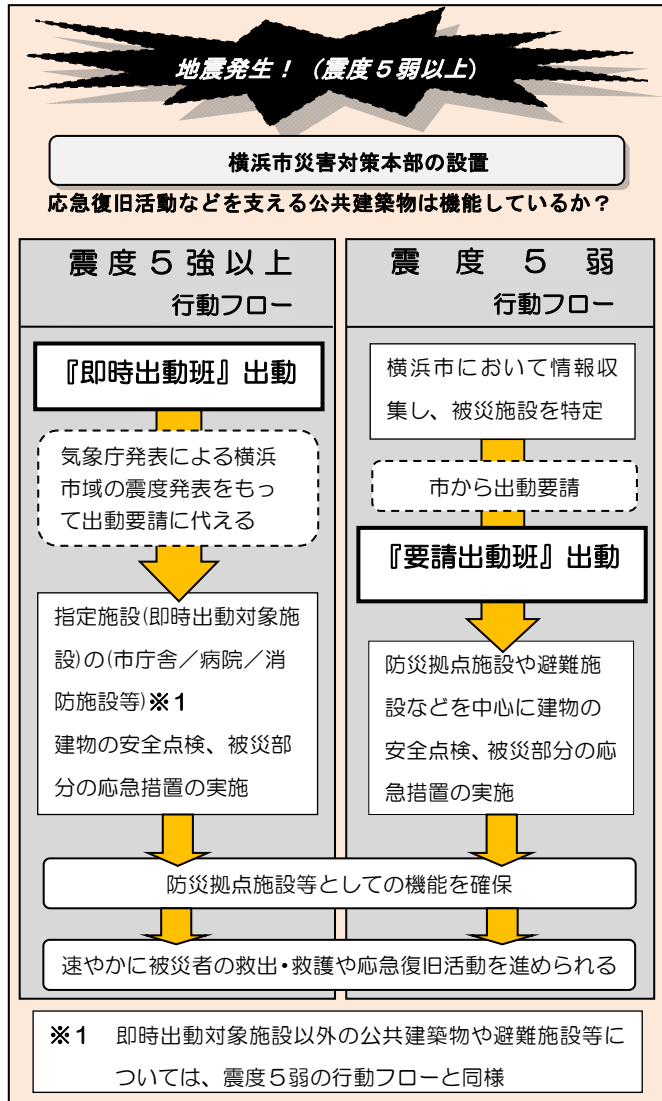 地震発生！（震度５弱以上）
横浜市災害対策本部の設置
応急復旧活動などを支える公共建築物は機能しているか？
震度５強以上
行動フロー
『即時出動班』出動
気象庁発表による横浜
市域の震度発表をもっ
て出動要請に代える
指定施設(即時出動対象施
設)の(市庁舎／病院／消
防施設等)※1
建物の安全点検、被災部
分の応急措置の実施
震度５弱
行動フロー
横浜市において情報収
集し、被災施設を特定
市から出動要請
『要請出動班』出動
防災拠点施設や避難施
設などを中心に建物の
安全点検、被災部分の応
急措置の実施
防災拠点施設等としての機能を確保
速やかに被災者の救出・救護や応急復旧活動を進められる
※1　即時出動対象施設以外の公共建築物や避難施設等に
ついては、震度５弱の行動フローと同様